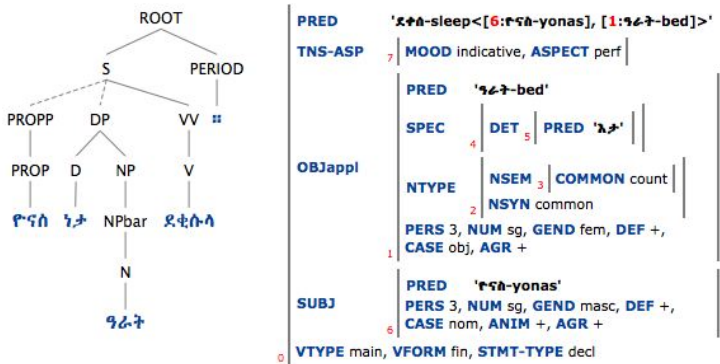 ROOT
S PERIOD
PROPP DP VV ።
PROP D NP V
ዮናስ ነታ NPbar ደቂሱላ
N
ዓራት
PRED 'ደቀሰ-sleep<[6:ዮናስ-yonas], [1:ዓራት-bed]>'
TNS-ASP 7 MOOD indicative, ASPECT perf
PRED 'ዓራት-bed'
SPEC 4 DET 5 PRED 'እታ'
OBJappl
NTYPE NSEM 3 COMMON count
2 NSYN common
PERS 3, NUM sg, GEND fem, DEF +,
1 CASE obj, AGR +
PRED 'ዮናስ-yonas'
SUBJ PERS 3, NUM sg, GEND masc, DEF +,
6 CASE nom, ANIM +, AGR +
0 VTYPE main, VFORM fin, STMT-TYPE decl